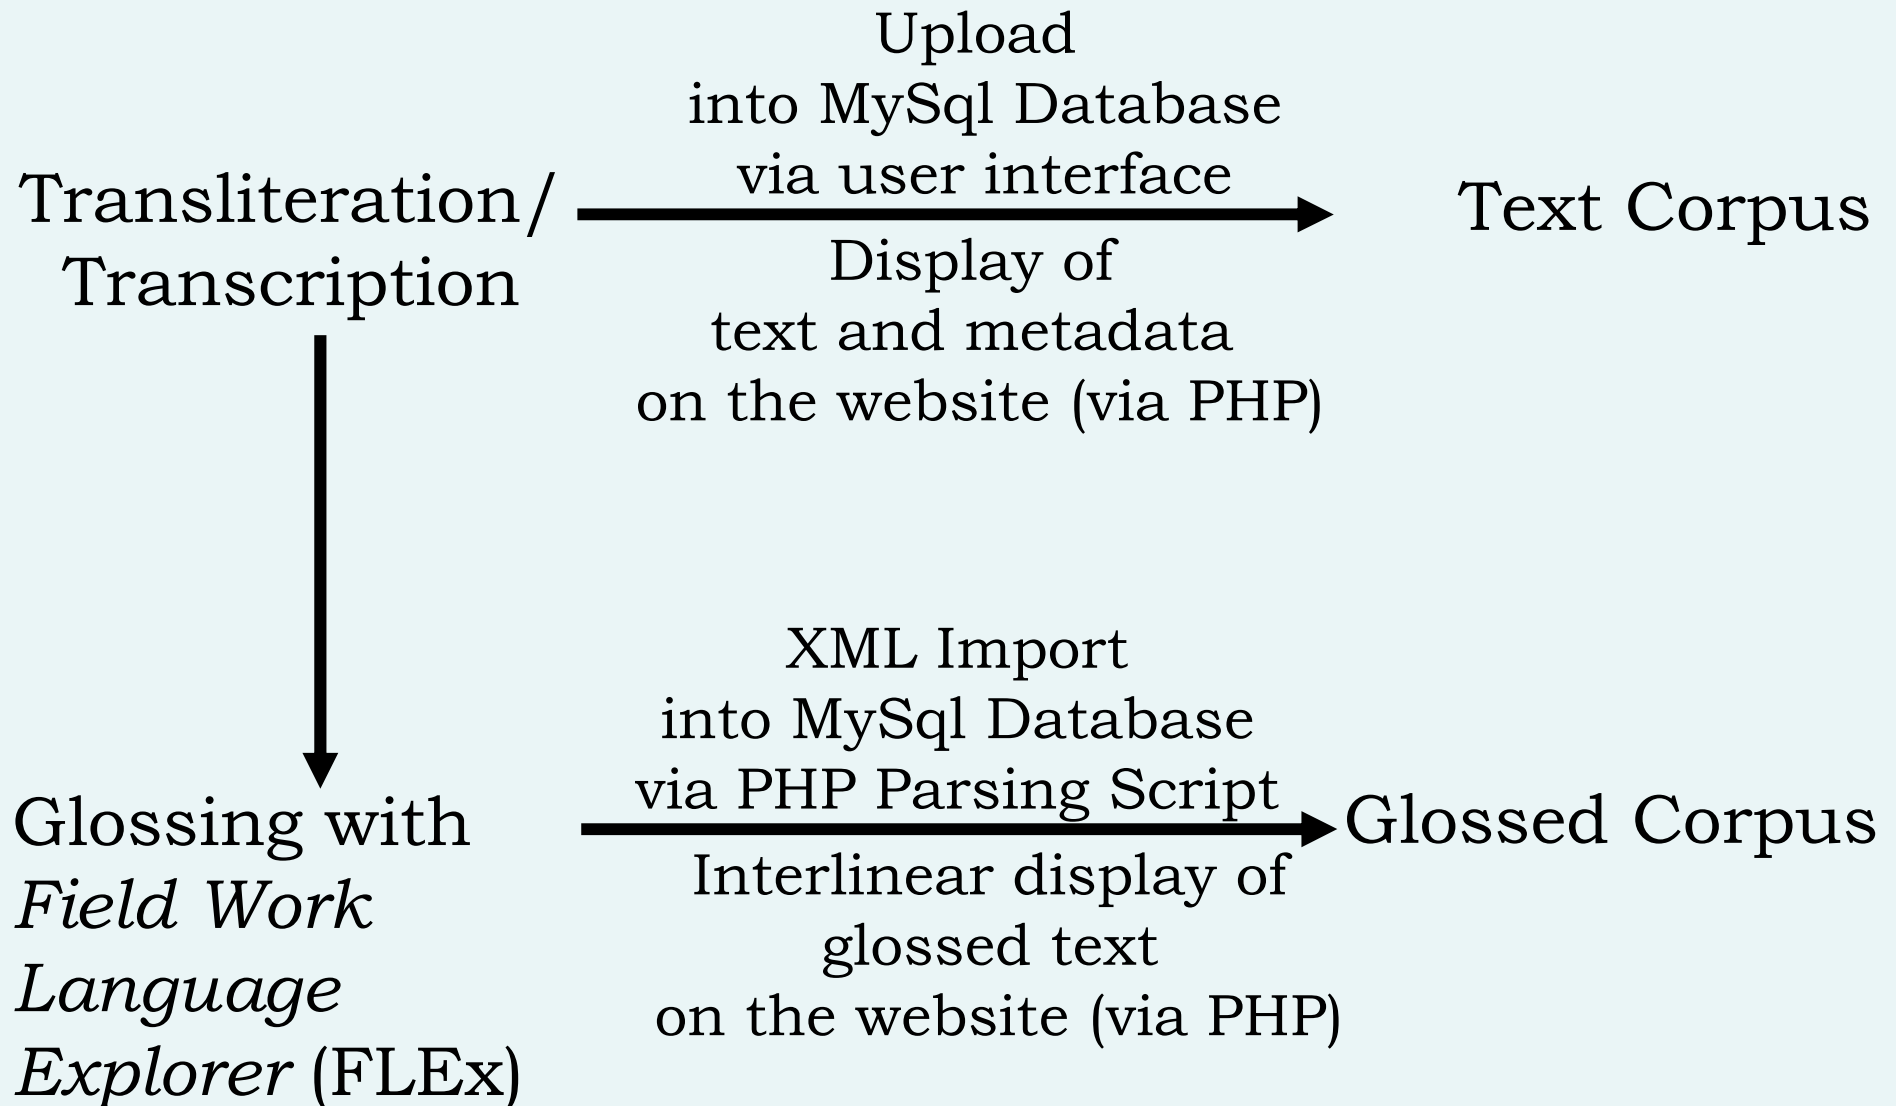 Upload
into MySql Database
via user interface
Transliteration/
Transcription
Text Corpus
Display of
text and metadata
on the website (via PHP)
XML Import
into MySql Database
via PHP Parsing Script
Glossing with
Field Work
Language
Explorer (FLEx)
Glossed Corpus
Interlinear display of
glossed text
on the website (via PHP)